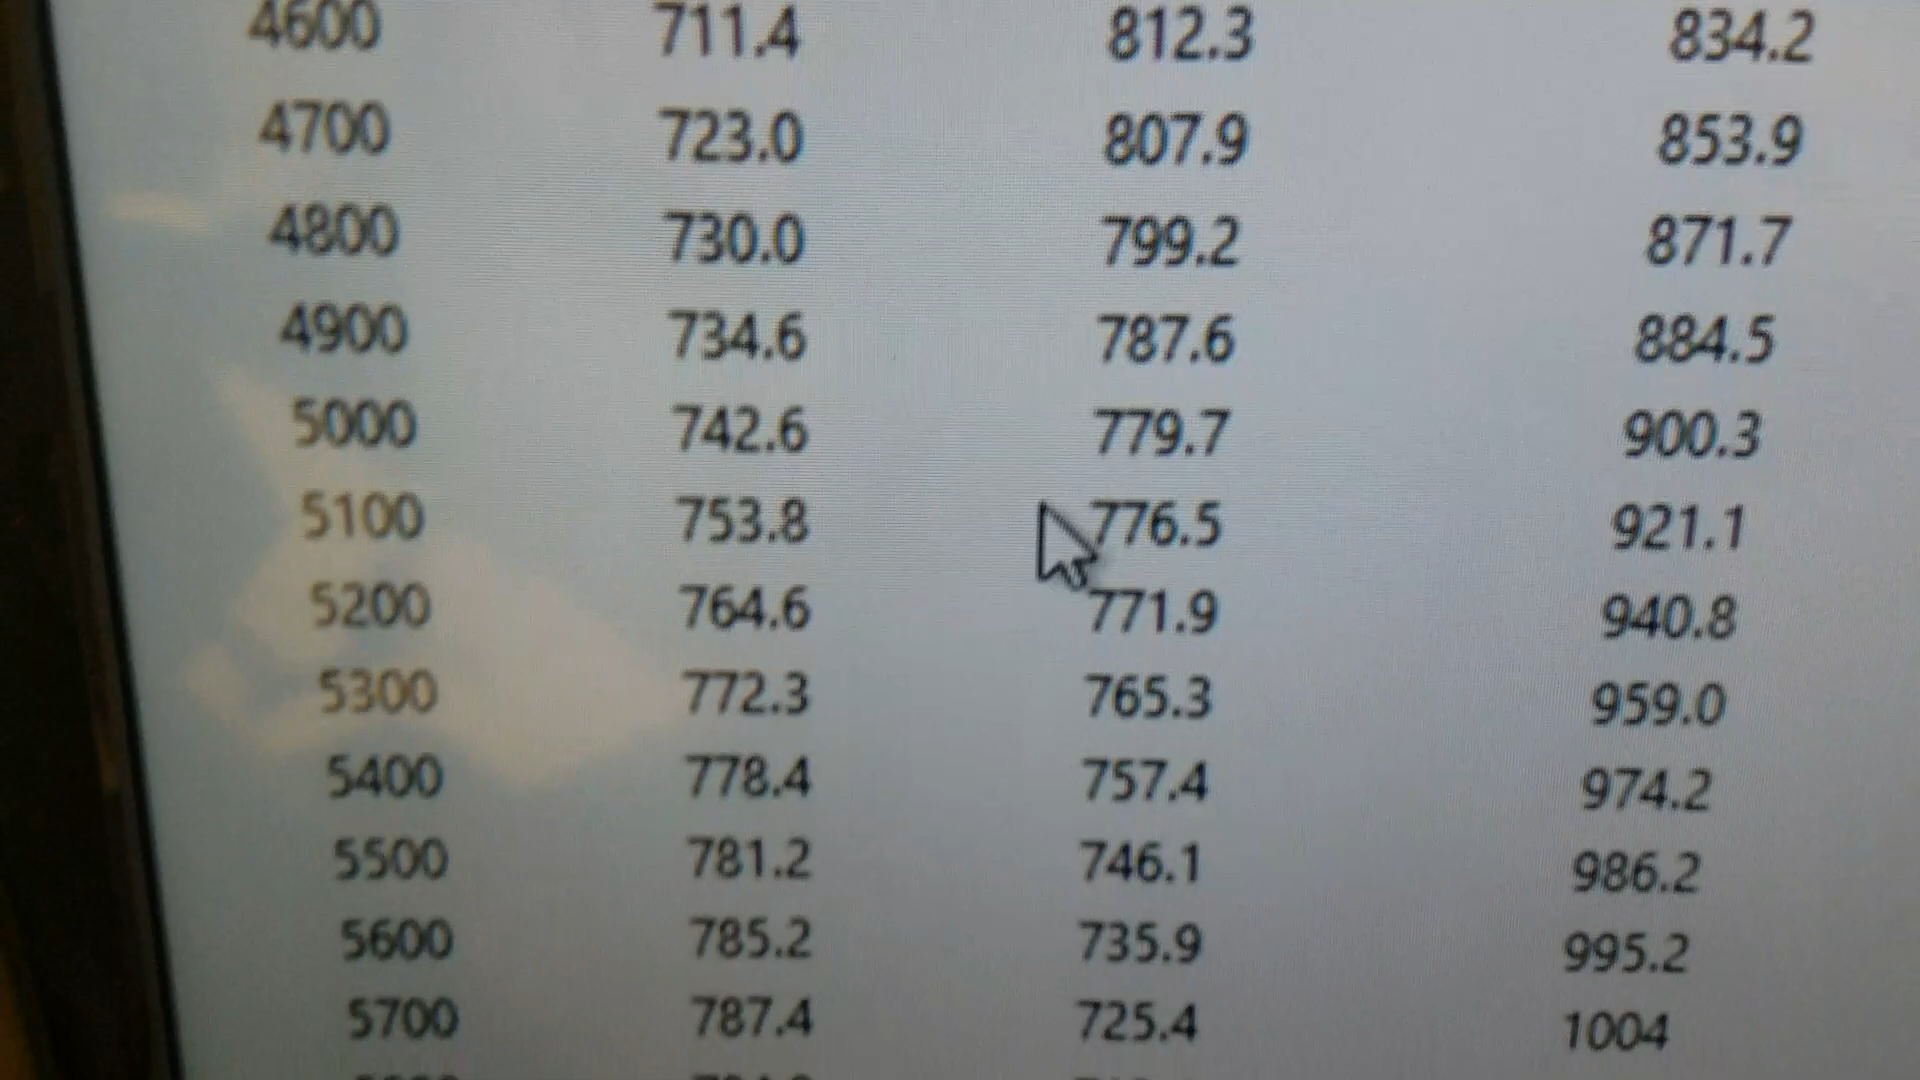 4600 711.4 812.3 834.2
4700 723.0 807.9 853.9
4800 730.0 799.2 871.7
4900 734.6 787.6 884.5
5000 742.6 779.7 900.3
5100 753.8 776.5 921.1
5200 764.6 771.9 940.8
5300 772.3 765.3 959.0
5400 778.4 757.4 974.2
5500 781.2 746.1 986.2
5600 785.2 735.9 995.2
5700 787.4 725.4 1004